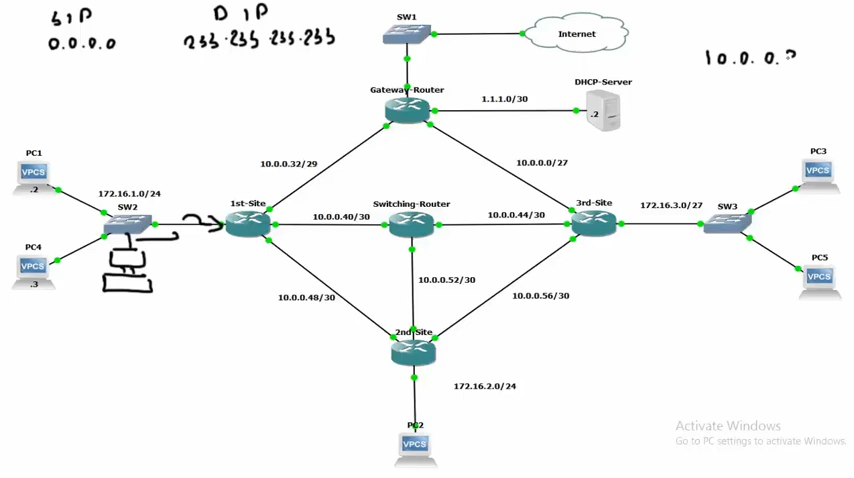 SIP
DIP
0.0.0.0
255.255.255.255
SW1
Internet
10.0.0.
Gateway-Router
DHCP-Server
1.1.1.0/30
.2
PC1
VPCS
.2
172.16.1.0/24
SW2
PC4
VPCS
.3
10.0.0.32/29
10.0.0.0/27
1st-Site
Switching-Router
3rd-Site
10.0.0.40/30
10.0.0.44/30
172.16.3.0/27
SW3
PC3
VPCS
PC5
VPCS
10.0.0.52/30
10.0.0.48/30
10.0.0.56/30
2nd-Site
172.16.2.0/24
PC2
VPCS
Activate Windows
Go to PC settings to activate Windows.